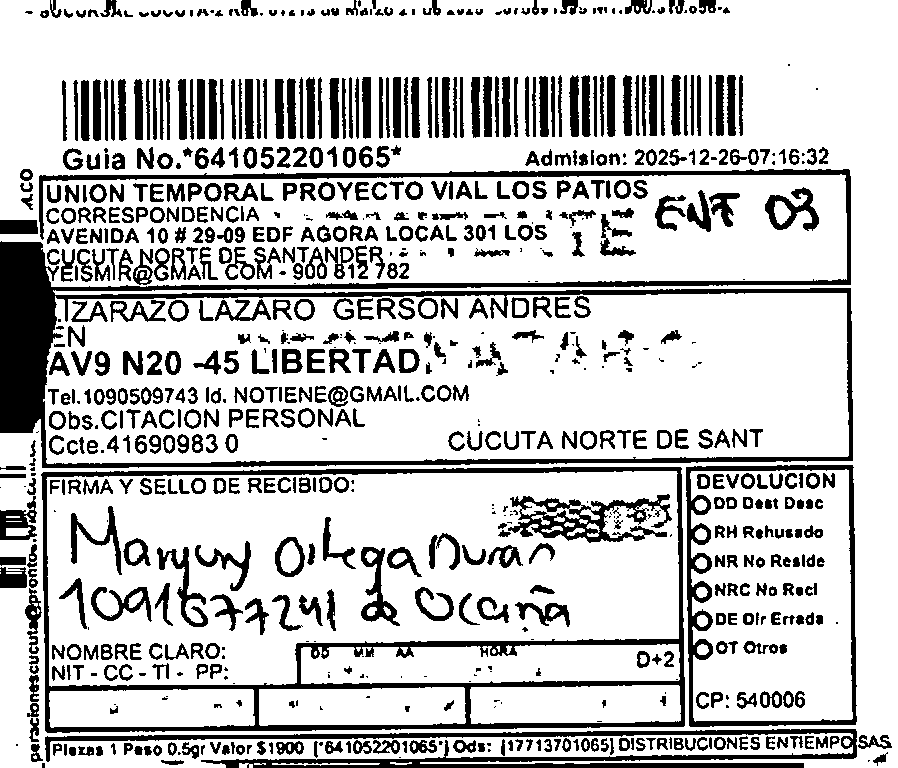 Guia No.*641052201065*
Admision: 2025-12-26-07:16:32
UNION TEMPORAL PROYECTO VIAL LOS PATIOS
ENT 03
CORRESPONDENCIA
AVENIDA 10 # 29-09 EDF AGORA LOCAL 301 LOS
CUCUTA NORTE DE SANTANDER
YEISMIR@GMAIL COM - 900 812 782
LIZARAZO LAZARO GERSON ANDRES
EN
AV9 N20 -45 LIBERTAD
Tel.1090509743 Id. NOTIENE@GMAIL.COM
Obs.CITACION PERSONAL
Ccte.41690983 0
CUCUTA NORTE DE SANT
FIRMA Y SELLO DE RECIBIDO:
Ortega Duran
de Ocaña
NOMBRE CLARO:
NIT - CC - TI - PP:
DD MM AA HORA
D+2
DEVOLUCION
DD Dest Desc
RH Rehusado
NR No Reside
NRC No Recl
DE Dir Errada
OT Otros
CP: 540006
Piezas 1 Peso 0.5gr Valor $1900 [*641052201065*] Ods: [17713701065] DISTRIBUCIONES ENTIEMPO SAS